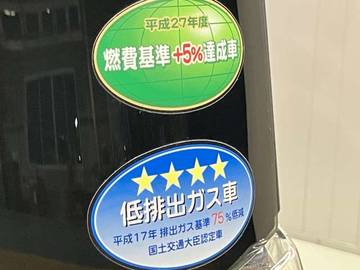 平成27年度
燃費基準+5%達成車
低排出ガス車
平成17年 排出ガス基準 75%低減
国土交通大臣認定車